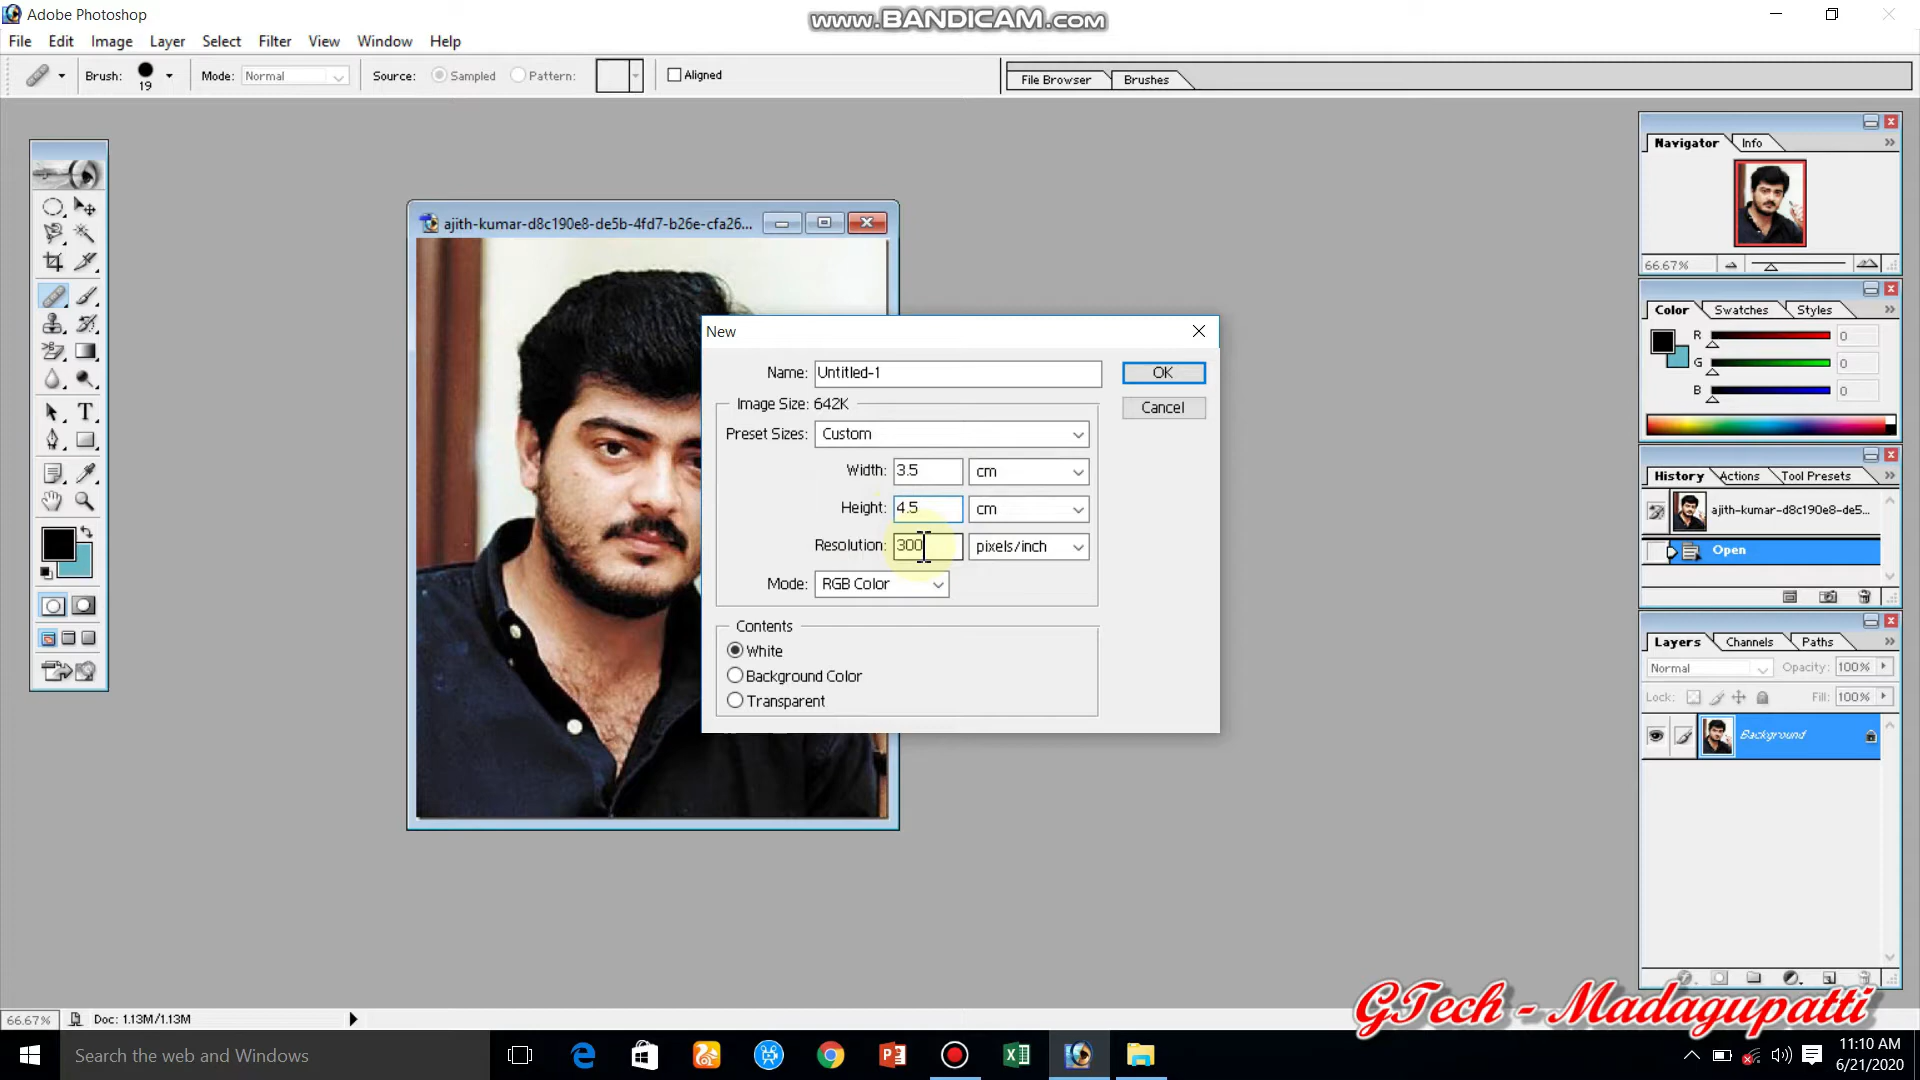 Adobe Photoshop
www.BANDICAM.com
File Edit Image Layer Select Filter View Window Help
Brush: 19 Mode: Normal Source: Sampled Pattern: Aligned File Browser Brushes
Navigator Info
66.67%
ajith-kumar-d8c190e8-de5b-4fd7-b26e-cfa26...
Color Swatches Styles
R 0
G 0
B 0
New
Name: Untitled-1 OK
Image Size: 642K Cancel
Preset Sizes: Custom
Width: 3.5 cm
Height: 4.5 cm
Resolution: 300 pixels/inch
Mode: RGB Color
Contents
White
Background Color
Transparent
History Actions Tool Presets
ajith-kumar-d8c190e8-de5...
Open
Layers Channels Paths
Normal Opacity: 100%
Lock: Fill: 100%
Background
GTech - Madagupatti
66.67% Doc: 1.13M/1.13M
Search the web and Windows
11:10 AM
6/21/2020